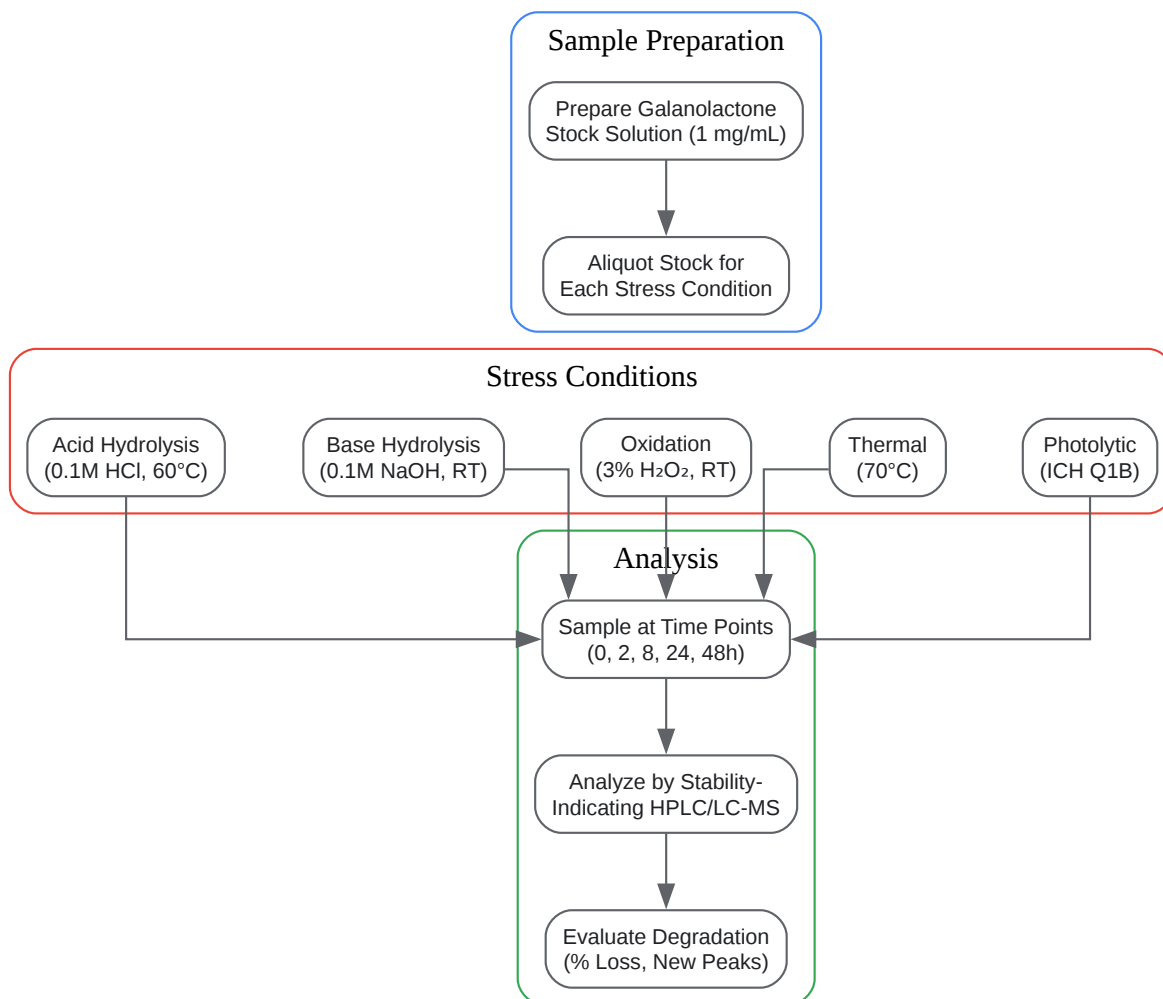 Sample Preparation
Prepare Galanolactone
Stock Solution (1 mg/mL)
Aliquot Stock for
Each Stress Condition
Stress Conditions
Acid Hydrolysis
(0.1M HCl, 60°C)
Base Hydrolysis
(0.1M NaOH, RT)
Oxidation
(3% H₂O₂, RT)
Thermal
(70°C)
Photolytic
(ICH Q1B)
Analysis
Sample at Time Points
(0, 2, 8, 24, 48h)
Analyze by Stability-
Indicating HPLC/LC-MS
Evaluate Degradation
(% Loss, New Peaks)